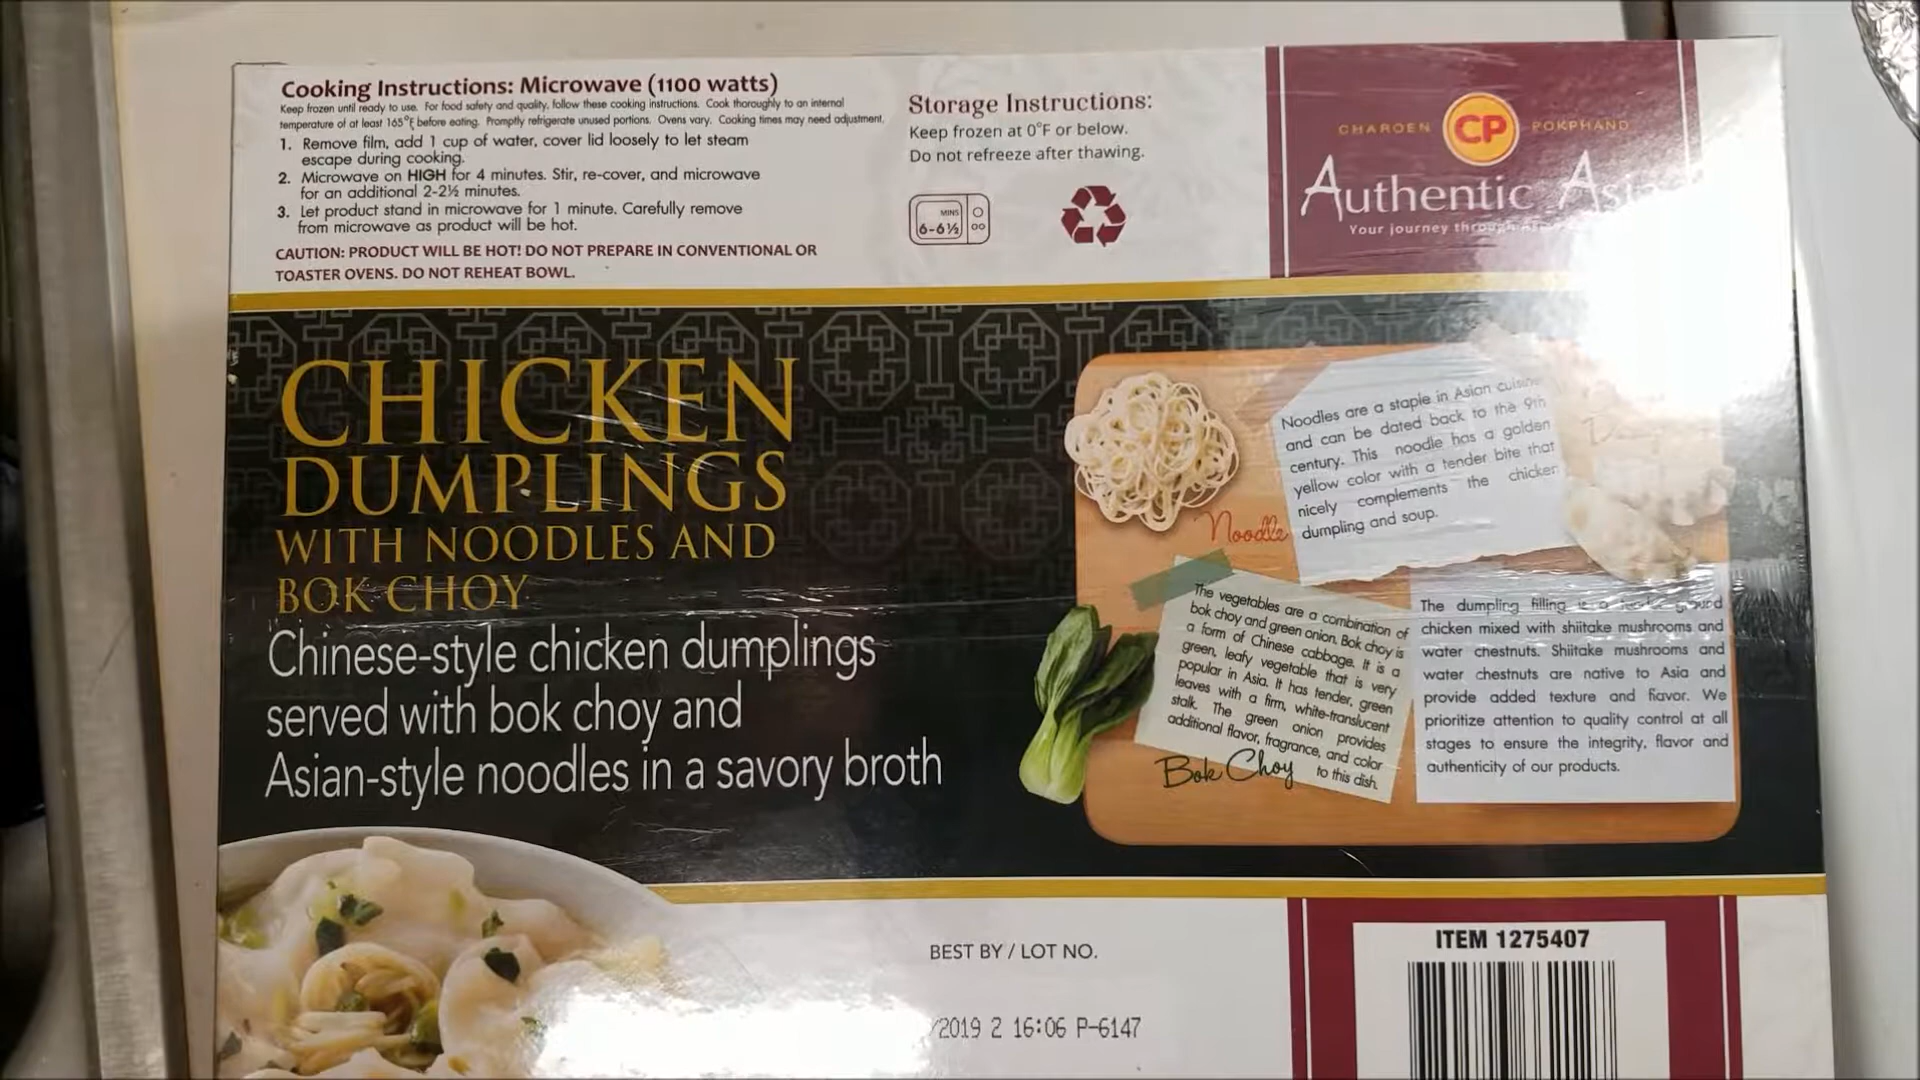 Cooking Instructions: Microwave (1100 watts)
Keep frozen until ready to use. For food safety and quality, follow these cooking instructions. Cook thoroughly to an internal
temperature of at least 165°F before eating. Promptly refrigerate unused portions. Ovens vary. Cooking times may need adjustment.
1. Remove film, add 1 cup of water, cover lid loosely to let steam
escape during cooking.
2. Microwave on HIGH for 4 minutes. Stir, re-cover, and microwave
for an additional 2-2½ minutes.
3. Let product stand in microwave for 1 minute. Carefully remove
from microwave as product will be hot.
CAUTION: PRODUCT WILL BE HOT! DO NOT PREPARE IN CONVENTIONAL OR
TOASTER OVENS. DO NOT REHEAT BOWL.
Storage Instructions:
Keep frozen at 0°F or below.
Do not refreeze after thawing.
MINS
6-6½
CHAROEN CP POKPHAND
Authentic Asia
Your journey through
CHICKEN
DUMPLINGS
WITH NOODLES AND
BOK CHOY
Chinese-style chicken dumplings
served with bok choy and
Asian-style noodles in a savory broth
Noodles are a staple in Asian cuisine
and can be dated back to the 9th
century. This noodle has a golden
yellow color with a tender bite that
nicely complements the chicken
dumpling and soup.
Noodle
The vegetables are a combination of
bok choy and green onion. Bok choy is
a form of Chinese cabbage. It is a
green, leafy vegetable that is very
popular in Asia. It has tender, green
leaves with a firm, white-translucent
stalk. The green onion provides
additional flavor, fragrance, and color
to this dish.
Bok Choy
The dumpling filling is a ground
chicken mixed with shiitake mushrooms and
water chestnuts. Shiitake mushrooms and
water chestnuts are native to Asia and
provide added texture and flavor. We
prioritize attention to quality control at all
stages to ensure the integrity, flavor and
authenticity of our products.
BEST BY / LOT NO.
/2019 2 16:06 P-6147
ITEM 1275407